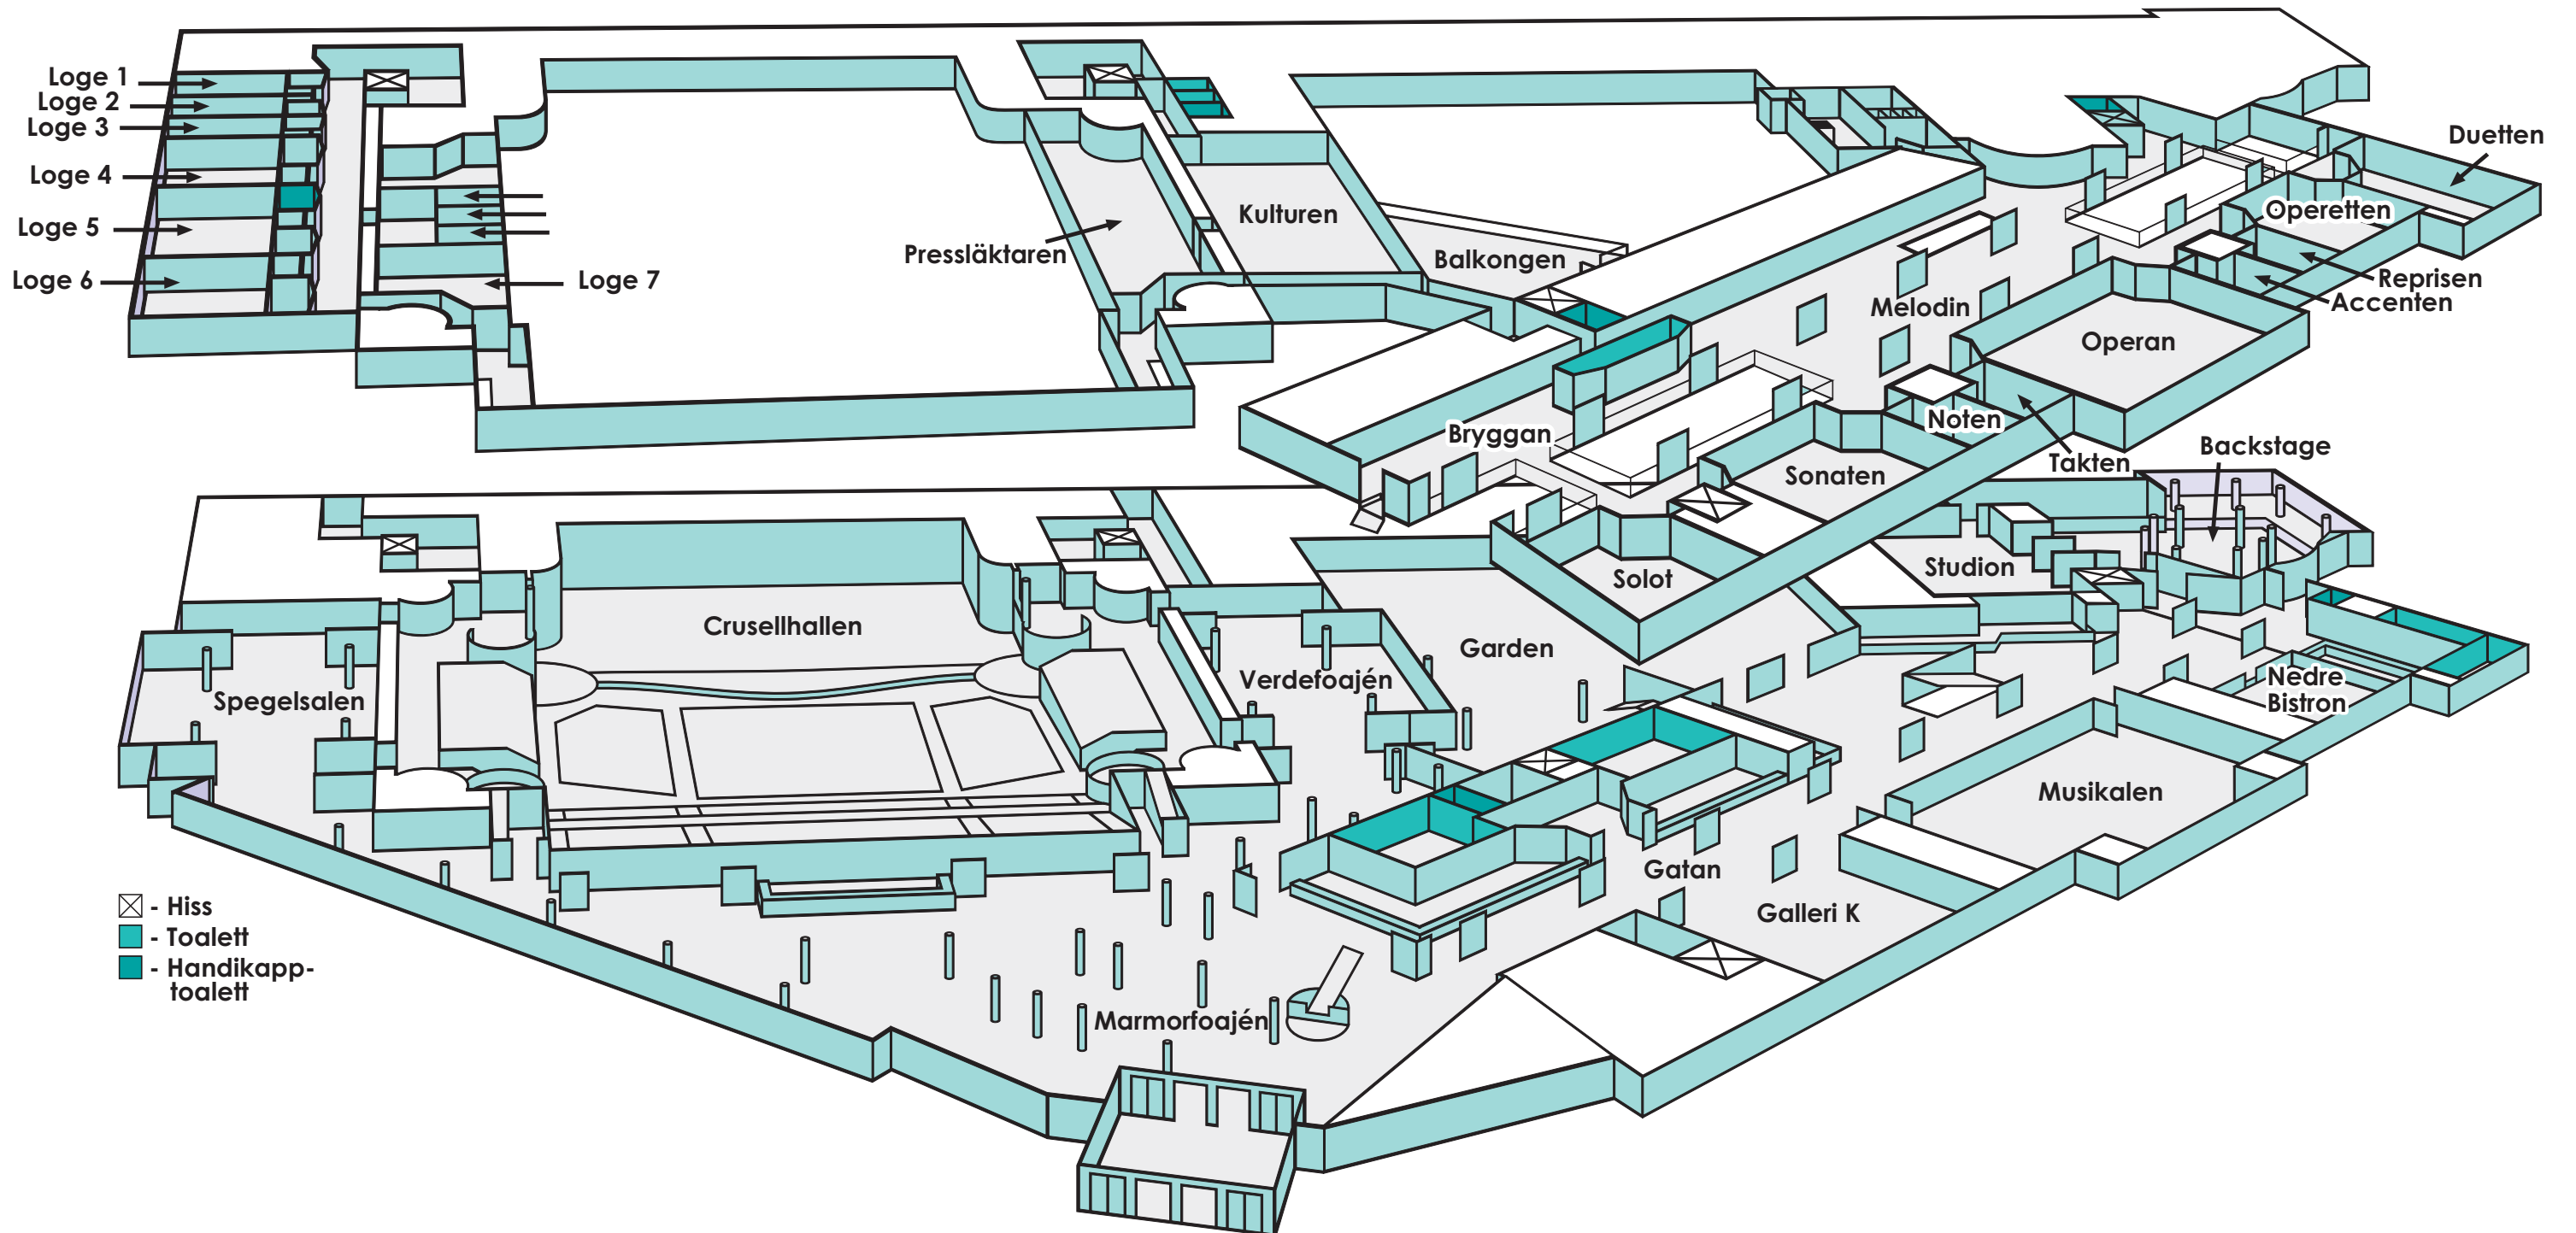 Loge 1
Loge 2
Loge 3
Loge 4
Loge 5
Loge 6
Loge 7
Pressläktaren
Kulturen
Balkongen
Duetten
Operetten
Reprisen
Accenten
Melodin
Operan
Bryggan
Noten
Takten
Sonaten
Solot
Backstage
Studion
Crusellhallen
Spegelsalen
Verdefoajén
Garden
Nedre
Bistron
Musikalen
Gatan
Galleri K
Marmorfoajén
- Hiss
- Toalett
- Handikapp-
toalett